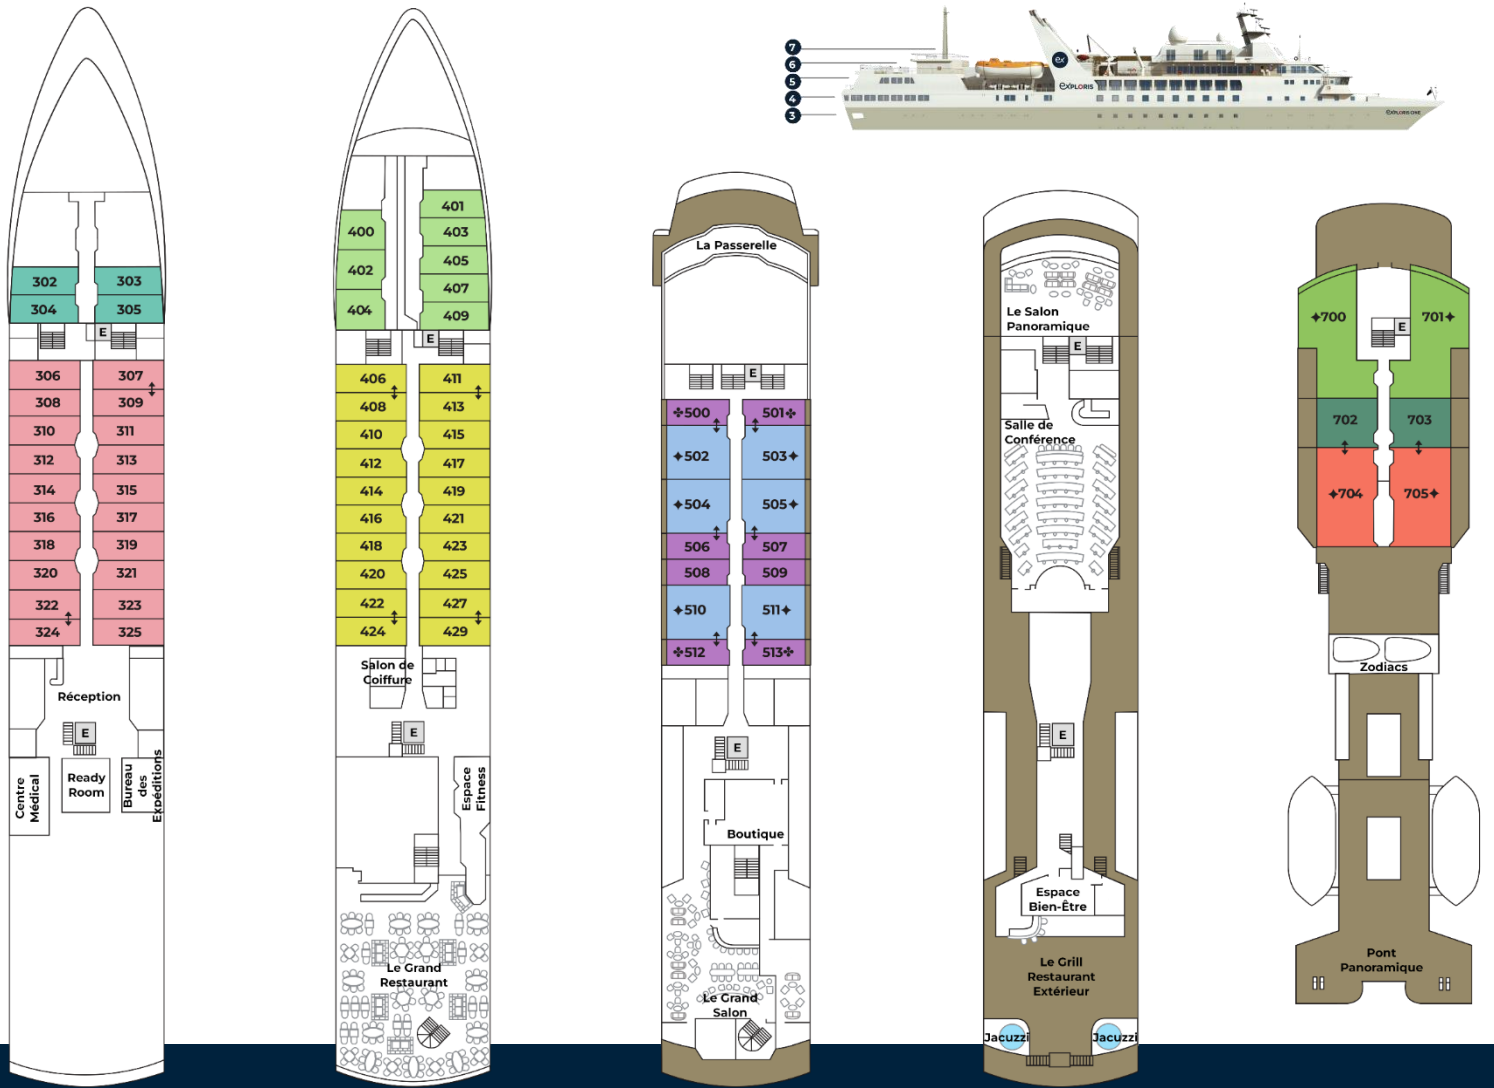 7
6
5
4
3
ex
EXPLORIS
EXPLORIS ONE
302
303
304
305
E
306
307
308
309
310
311
312
313
314
315
316
317
318
319
320
321
322
323
324
325
Réception
E
Centre
Médical
Ready
Room
Bureau
des
Expéditions
401
400
403
402
405
407
404
409
E
406
411
408
413
410
415
412
417
414
419
416
421
418
423
420
425
422
427
424
429
Salon de
Coiffure
E
Espace
Fitness
Le Grand
Restaurant
La Passerelle
E
✤500
501✤
✦502
503✦
✦504
505✦
506
507
508
509
✦510
511✦
✤512
513✤
E
Boutique
Le Grand
Salon
Le Salon
Panoramique
E
Salle de
Conférence
E
Espace
Bien-Être
Le Grill
Restaurant
Extérieur
Jacuzzi
Jacuzzi
✦700
701✦
E
702
703
✦704
705✦
Zodiacs
Pont
Panoramique